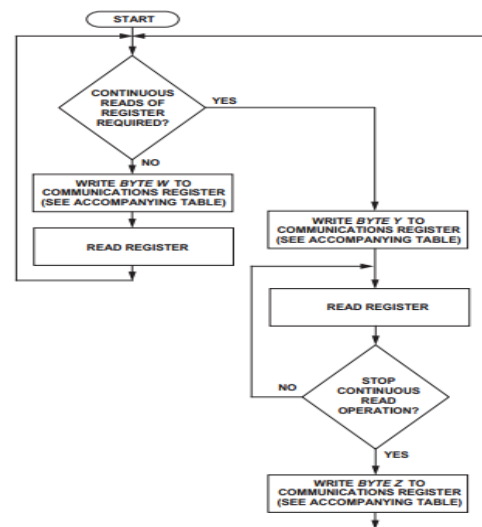 START
CONTINUOUS
READS OF
REGISTER
REQUIRED?
YES
NO
WRITE BYTE W TO
COMMUNICATIONS REGISTER
(SEE ACCOMPANYING TABLE)
READ REGISTER
WRITE BYTE Y TO
COMMUNICATIONS REGISTER
(SEE ACCOMPANYING TABLE)
READ REGISTER
STOP
CONTINUOUS
READ
OPERATION?
NO
YES
WRITE BYTE Z TO
COMMUNICATIONS REGISTER
(SEE ACCOMPANYING TABLE)